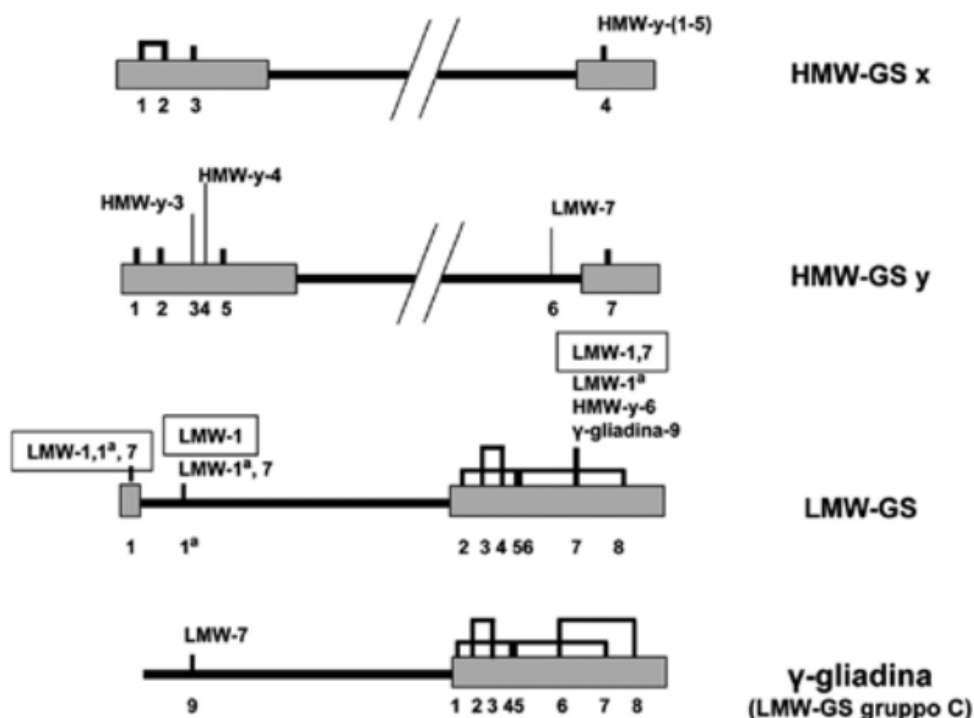 HMW-y-(1-5)
HMW-GS x
1 2 3 4
HMW-y-4
HMW-y-3
LMW-7
HMW-GS y
1 2 34 5 6 7
LMW-1,7
LMW-1ª
HMW-y-6
γ-gliadina-9
LMW-1
LMW-1,1ª, 7
LMW-1ª, 7
LMW-GS
1 1ª 2 3 4 56 7 8
LMW-7
γ-gliadina
(LMW-GS gruppo C)
9 1 2 3 45 6 7 8